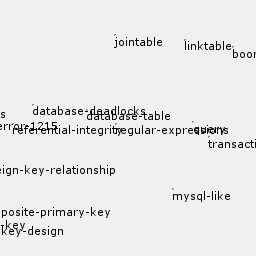 jointable
linktable
boor
database-deadlocks
database-table
s
error-1215
referential-integrity
regular-expressions
query
transacti
eign-key-relationship
mysql-like
posite-primary-key
-key
key-design